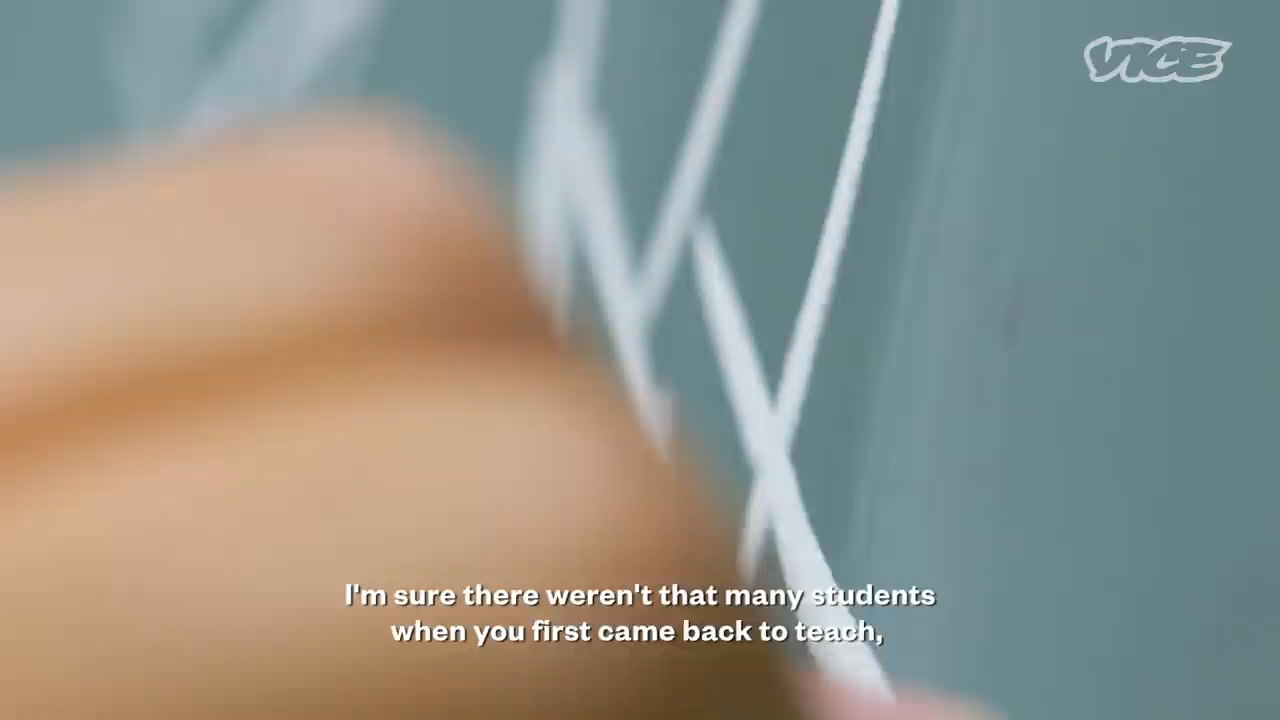 VICE
I'm sure there weren't that many students
when you first came back to teach,